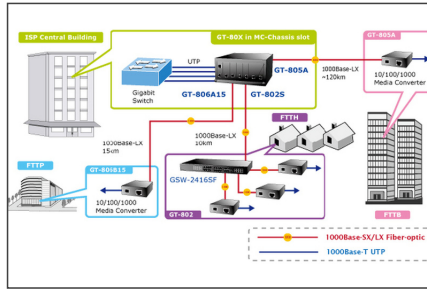 ISP Central Building
GT-80X in MC-Chassis slot
GT-805A
UTP
GT-805A
1000Base-LX
~120km
GT-806A15
GT-802S
Gigabit
Switch
10/100/1000
Media Converter
1000Base-LX
15km
1000Base-LX
10km
FTTH
FTTP
GT-806B15
GSW-2416SF
10/100/1000
Media Converter
GT-802
FTTB
1000Base-SX/LX Fiber-optic
1000Base-T UTP